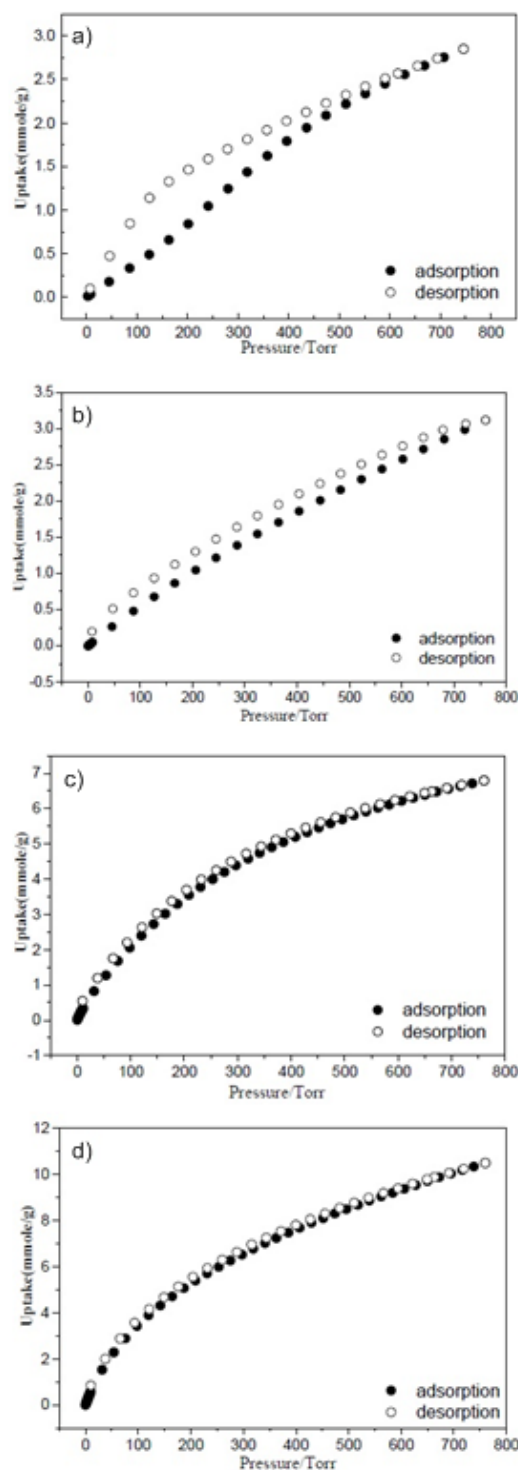 a)
3.0
2.5
2.0
1.5
1.0
0.5
0.0
Uptake(mmole/g)
adsorption
desorption
0 100 200 300 400 500 600 700 800
Pressure/Torr
b)
3.5
3.0
2.5
2.0
1.5
1.0
0.5
0.0
-0.5
Uptake(mmole/g)
adsorption
desorption
0 100 200 300 400 500 600 700 800
Pressure/Torr
c)
7
6
5
4
3
2
1
0
-1
Uptake(mmole/g)
adsorption
desorption
0 100 200 300 400 500 600 700 800
Pressure/Torr
d)
12
10
8
6
4
2
0
Uptake(mmole/g)
adsorption
desorption
0 100 200 300 400 500 600 700 800
Pressure/Torr